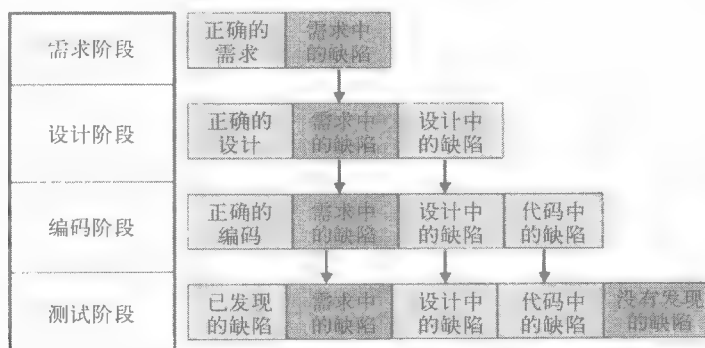 需求阶段
正确的
需求
需求中
的缺陷
设计阶段
正确的
设计
需求中
的缺陷
设计中
的缺陷
编码阶段
正确的
编码
需求中
的缺陷
设计中
的缺陷
代码中
的缺陷
测试阶段
已发现
的缺陷
需求中
的缺陷
设计中
的缺陷
代码中
的缺陷
没有发现
的缺陷